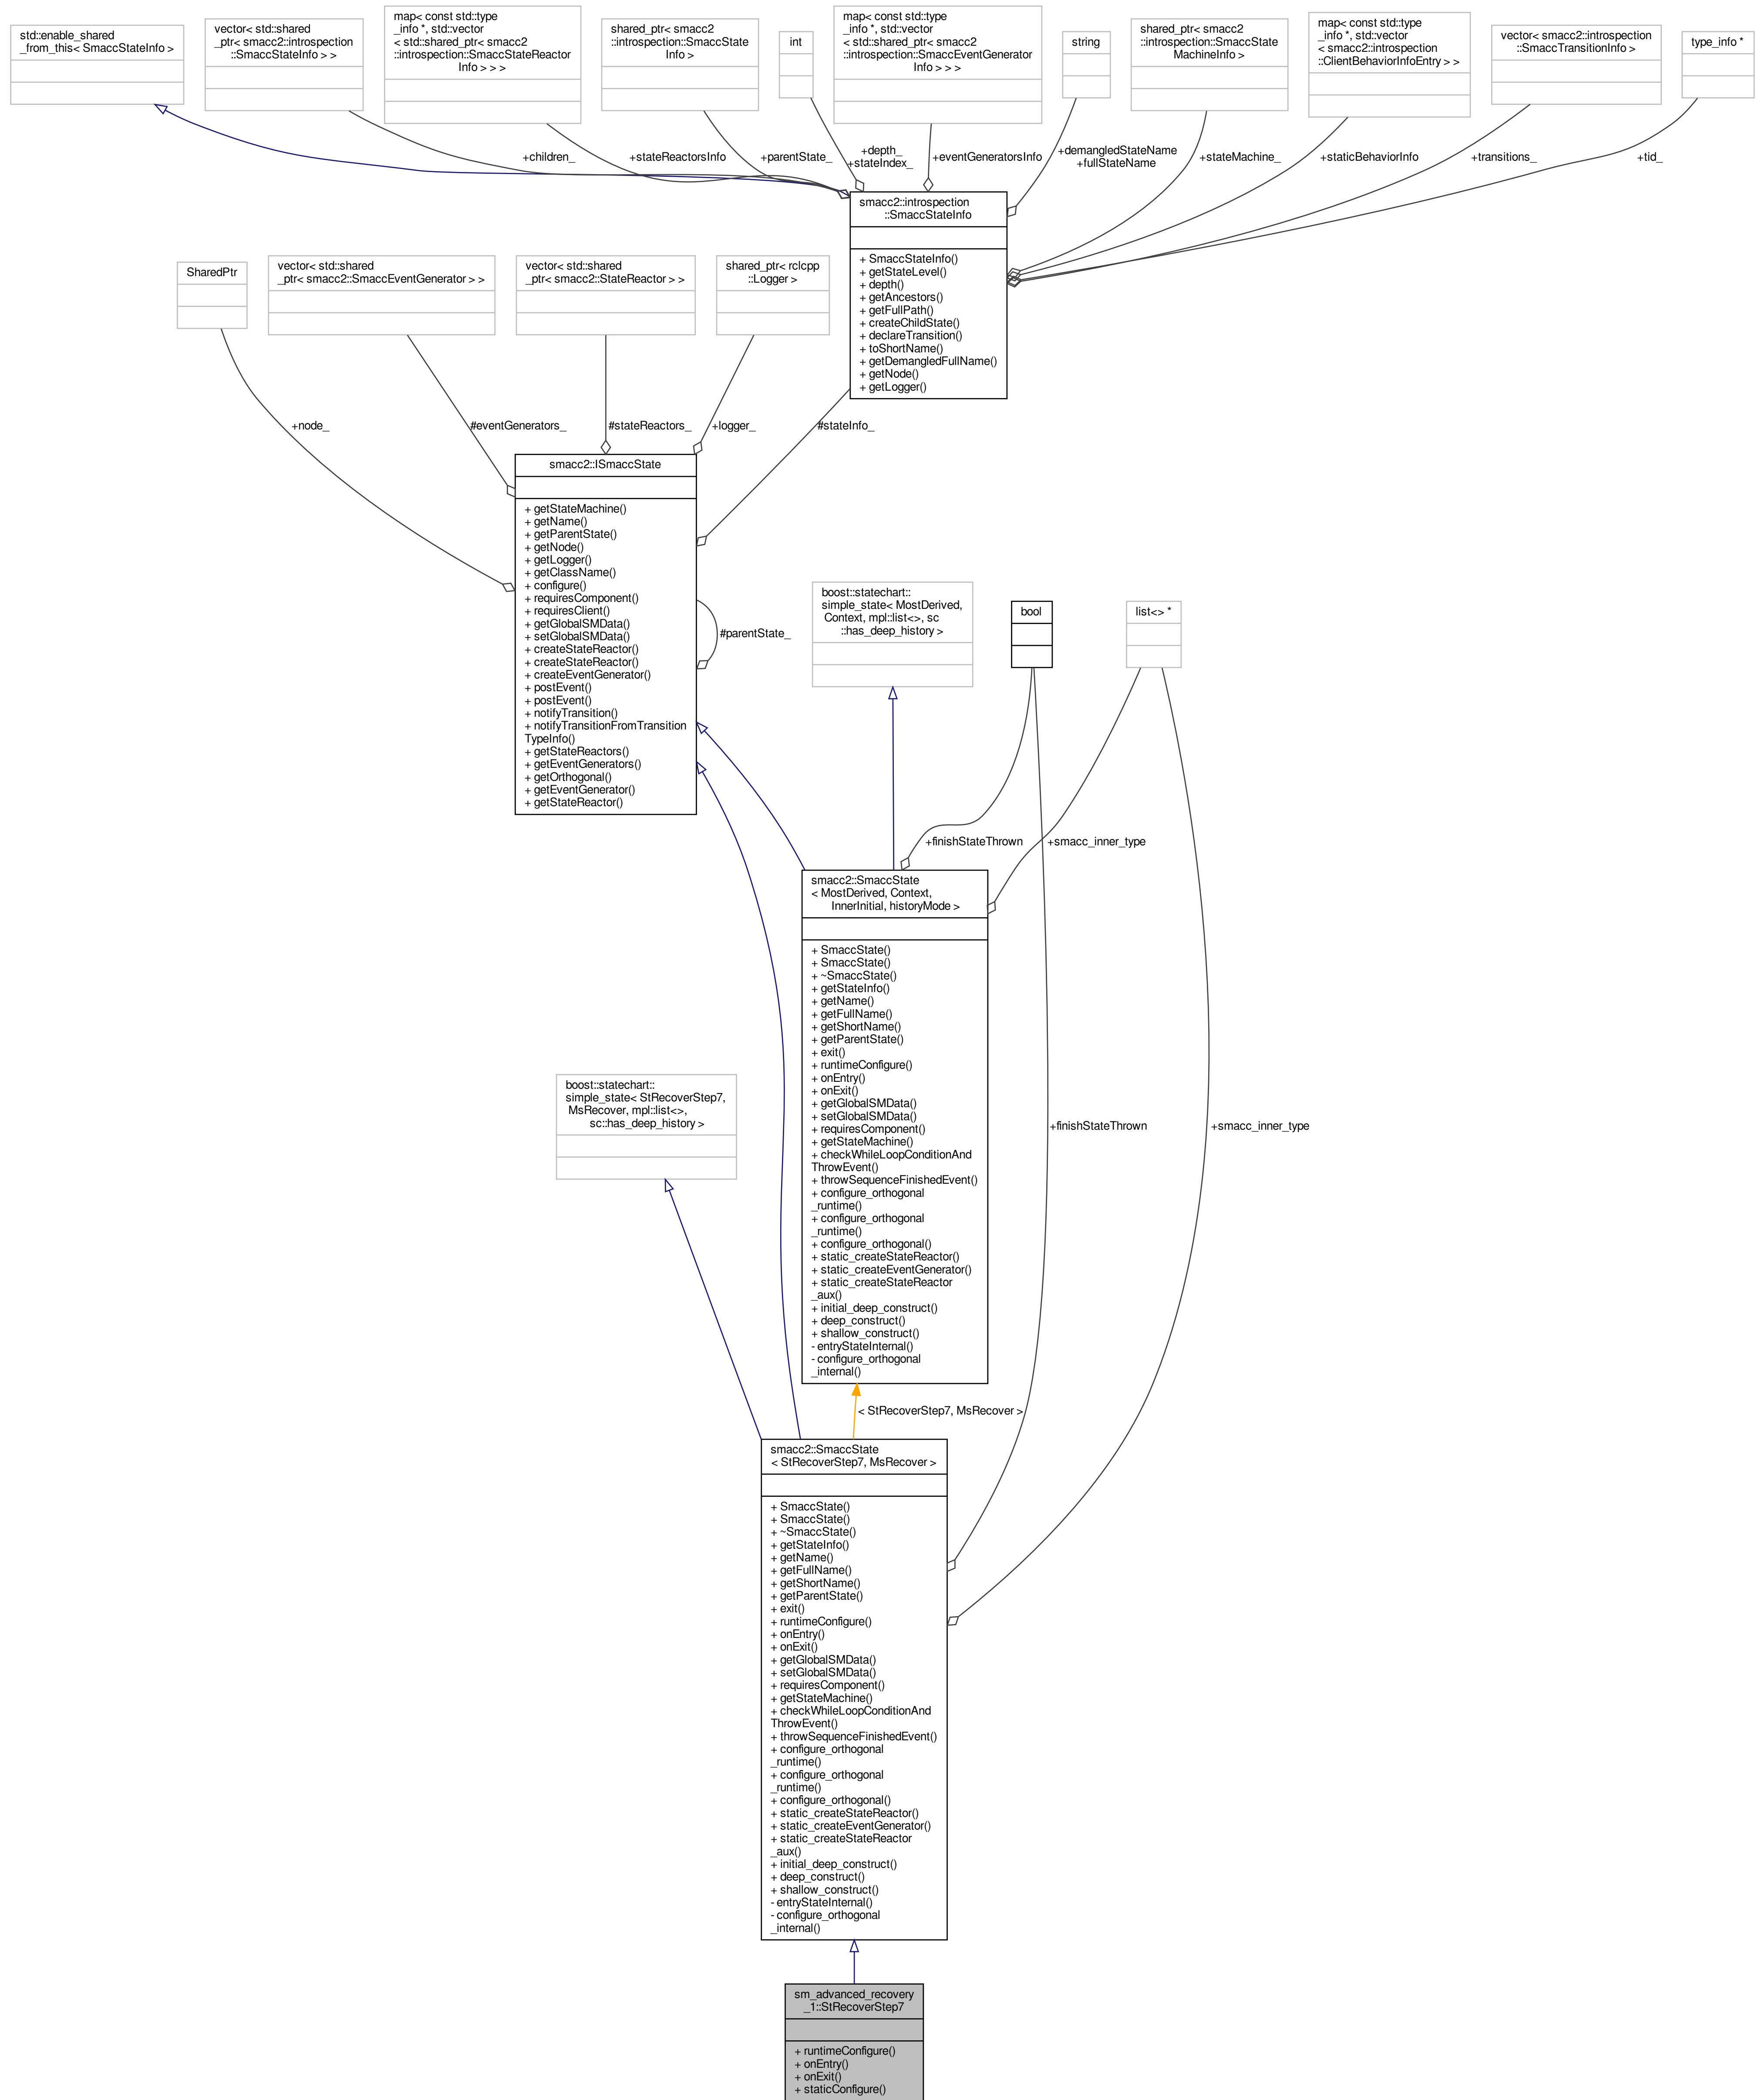 std::enable_shared
_from_this< SmaccStateInfo >
vector< std::shared
_ptr< smacc2::introspection
::SmaccStateInfo > >
map< const std::type
_info *, std::vector
< std::shared_ptr< smacc2
::introspection::SmaccStateReactor
Info > > >
shared_ptr< smacc2
::introspection::SmaccState
Info >
int
map< const std::type
_info *, std::vector
< std::shared_ptr< smacc2
::introspection::SmaccEventGenerator
Info > > >
string
shared_ptr< smacc2
::introspection::SmaccState
MachineInfo >
map< const std::type
_info *, std::vector
< smacc2::introspection
::ClientBehaviorInfoEntry > >
vector< smacc2::introspection
::SmaccTransitionInfo >
type_info *
+children_
+stateReactorsInfo
+parentState_
+depth_
+stateIndex_
+eventGeneratorsInfo
+demangledStateName
+fullStateName
+stateMachine_
+staticBehaviorInfo
+transitions_
+tid_
smacc2::introspection
::SmaccStateInfo
+ SmaccStateInfo()
+ getStateLevel()
+ depth()
+ getAncestors()
+ getFullPath()
+ createChildState()
+ declareTransition()
+ toShortName()
+ getDemangledFullName()
+ getNode()
+ getLogger()
SharedPtr
vector< std::shared
_ptr< smacc2::SmaccEventGenerator > >
vector< std::shared
_ptr< smacc2::StateReactor > >
shared_ptr< rclcpp
::Logger >
+node_
#eventGenerators_
#stateReactors_
+logger_
#stateInfo_
smacc2::ISmaccState
+ getStateMachine()
+ getName()
+ getParentState()
+ getNode()
+ getLogger()
+ getClassName()
+ configure()
+ requiresComponent()
+ requiresClient()
+ getGlobalSMData()
+ setGlobalSMData()
+ createStateReactor()
+ createStateReactor()
+ createEventGenerator()
+ postEvent()
+ postEvent()
+ notifyTransition()
+ notifyTransitionFromTransition
TypeInfo()
+ getStateReactors()
+ getEventGenerators()
+ getOrthogonal()
+ getEventGenerator()
+ getStateReactor()
#parentState_
boost::statechart::
simple_state< MostDerived,
Context, mpl::list<>, sc
::has_deep_history >
bool
list<> *
+finishStateThrown
+smacc_inner_type
smacc2::SmaccState
< MostDerived, Context,
InnerInitial, historyMode >
+ SmaccState()
+ SmaccState()
+ ~SmaccState()
+ getStateInfo()
+ getName()
+ getFullName()
+ getShortName()
+ getParentState()
+ exit()
+ runtimeConfigure()
+ onEntry()
+ onExit()
+ getGlobalSMData()
+ setGlobalSMData()
+ requiresComponent()
+ getStateMachine()
+ checkWhileLoopConditionAnd
ThrowEvent()
+ throwSequenceFinishedEvent()
+ configure_orthogonal
_runtime()
+ configure_orthogonal
_runtime()
+ configure_orthogonal()
+ static_createStateReactor()
+ static_createEventGenerator()
+ static_createStateReactor
_aux()
+ initial_deep_construct()
+ deep_construct()
+ shallow_construct()
- entryStateInternal()
- configure_orthogonal
_internal()
boost::statechart::
simple_state< StRecoverStep7,
MsRecover, mpl::list<>,
sc::has_deep_history >
+finishStateThrown
+smacc_inner_type
< StRecoverStep7, MsRecover >
smacc2::SmaccState
< StRecoverStep7, MsRecover >
+ SmaccState()
+ SmaccState()
+ ~SmaccState()
+ getStateInfo()
+ getName()
+ getFullName()
+ getShortName()
+ getParentState()
+ exit()
+ runtimeConfigure()
+ onEntry()
+ onExit()
+ getGlobalSMData()
+ setGlobalSMData()
+ requiresComponent()
+ getStateMachine()
+ checkWhileLoopConditionAnd
ThrowEvent()
+ throwSequenceFinishedEvent()
+ configure_orthogonal
_runtime()
+ configure_orthogonal
_runtime()
+ configure_orthogonal()
+ static_createStateReactor()
+ static_createEventGenerator()
+ static_createStateReactor
_aux()
+ initial_deep_construct()
+ deep_construct()
+ shallow_construct()
- entryStateInternal()
- configure_orthogonal
_internal()
sm_advanced_recovery
_1::StRecoverStep7
+ runtimeConfigure()
+ onEntry()
+ onExit()
+ staticConfigure()